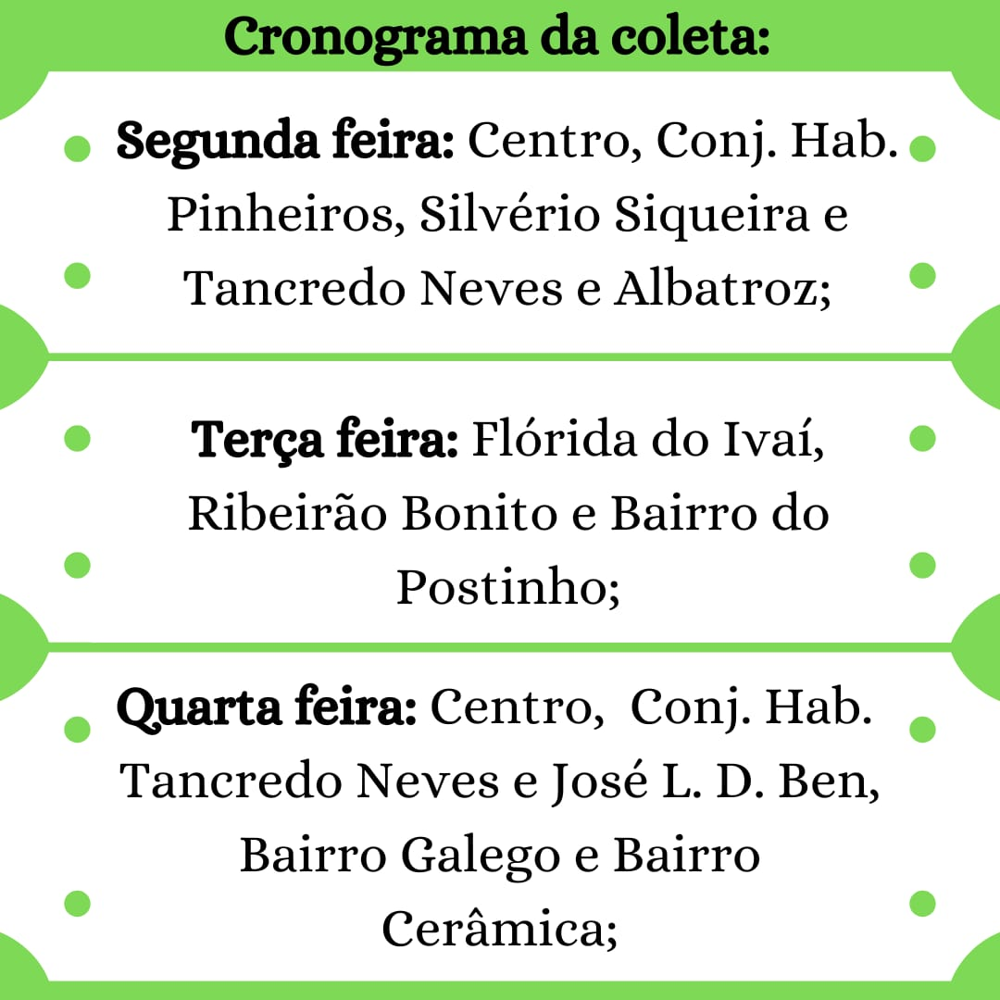 Cronograma da coleta:
Segunda feira: Centro, Conj. Hab.
Pinheiros, Silvério Siqueira e
Tancredo Neves e Albatroz;
Terça feira: Flórida do Ivaí,
Ribeirão Bonito e Bairro do
Postinho;
Quarta feira: Centro,  Conj. Hab.
Tancredo Neves e José L. D. Ben,
Bairro Galego e Bairro
Cerâmica;